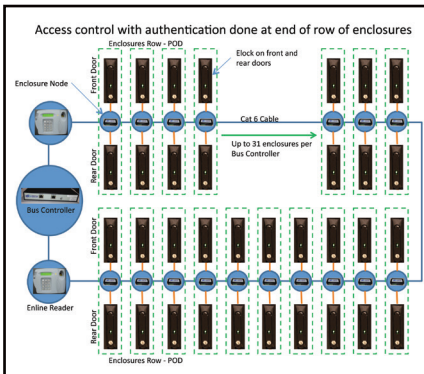 Access control with authentication done at end of row of enclosures
Enclosures Row - POD
Elock on front and
rear doors
Front Door
Enclosure Node
Cat 6 Cable
Up to 31 enclosures per
Bus Controller
Rear Door
Bus Controller
Front Door
Enline Reader
Rear Door
Enclosures Row - POD